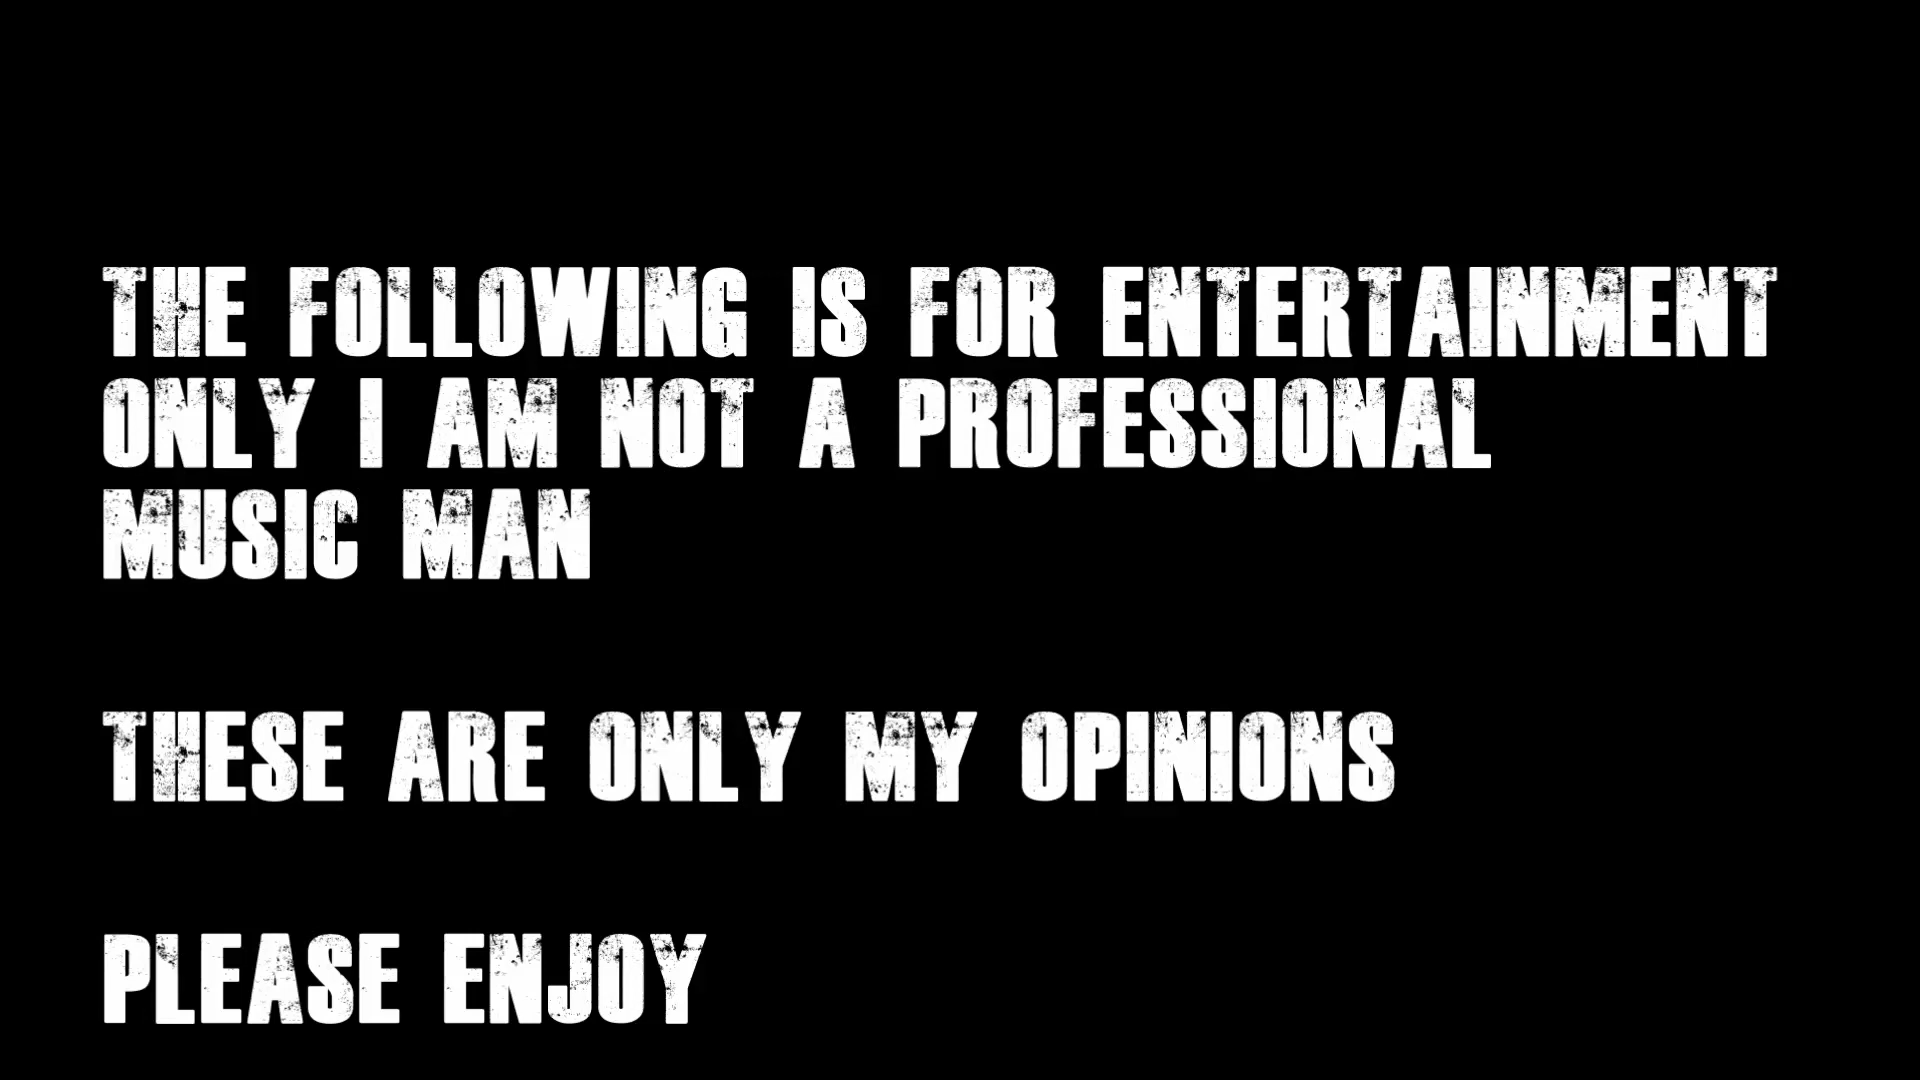 THE FOLLOWING IS FOR ENTERTAINMENT
ONLY I AM NOT A PROFESSIONAL
MUSIC MAN
THESE ARE ONLY MY OPINIONS
PLEASE ENJOY